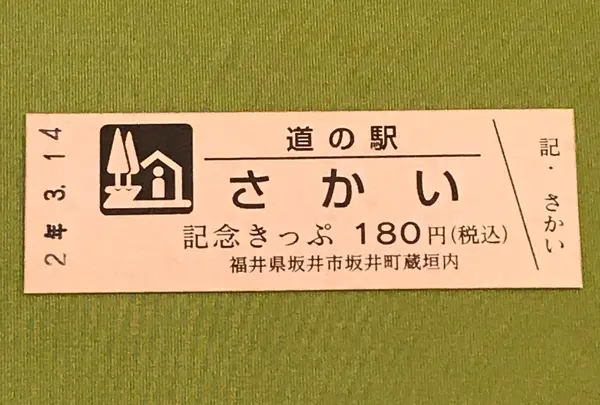 2年3.14
道の駅
さかい
記念きっぷ 180円(税込)
福井県坂井市坂井町蔵垣内
記・さかい